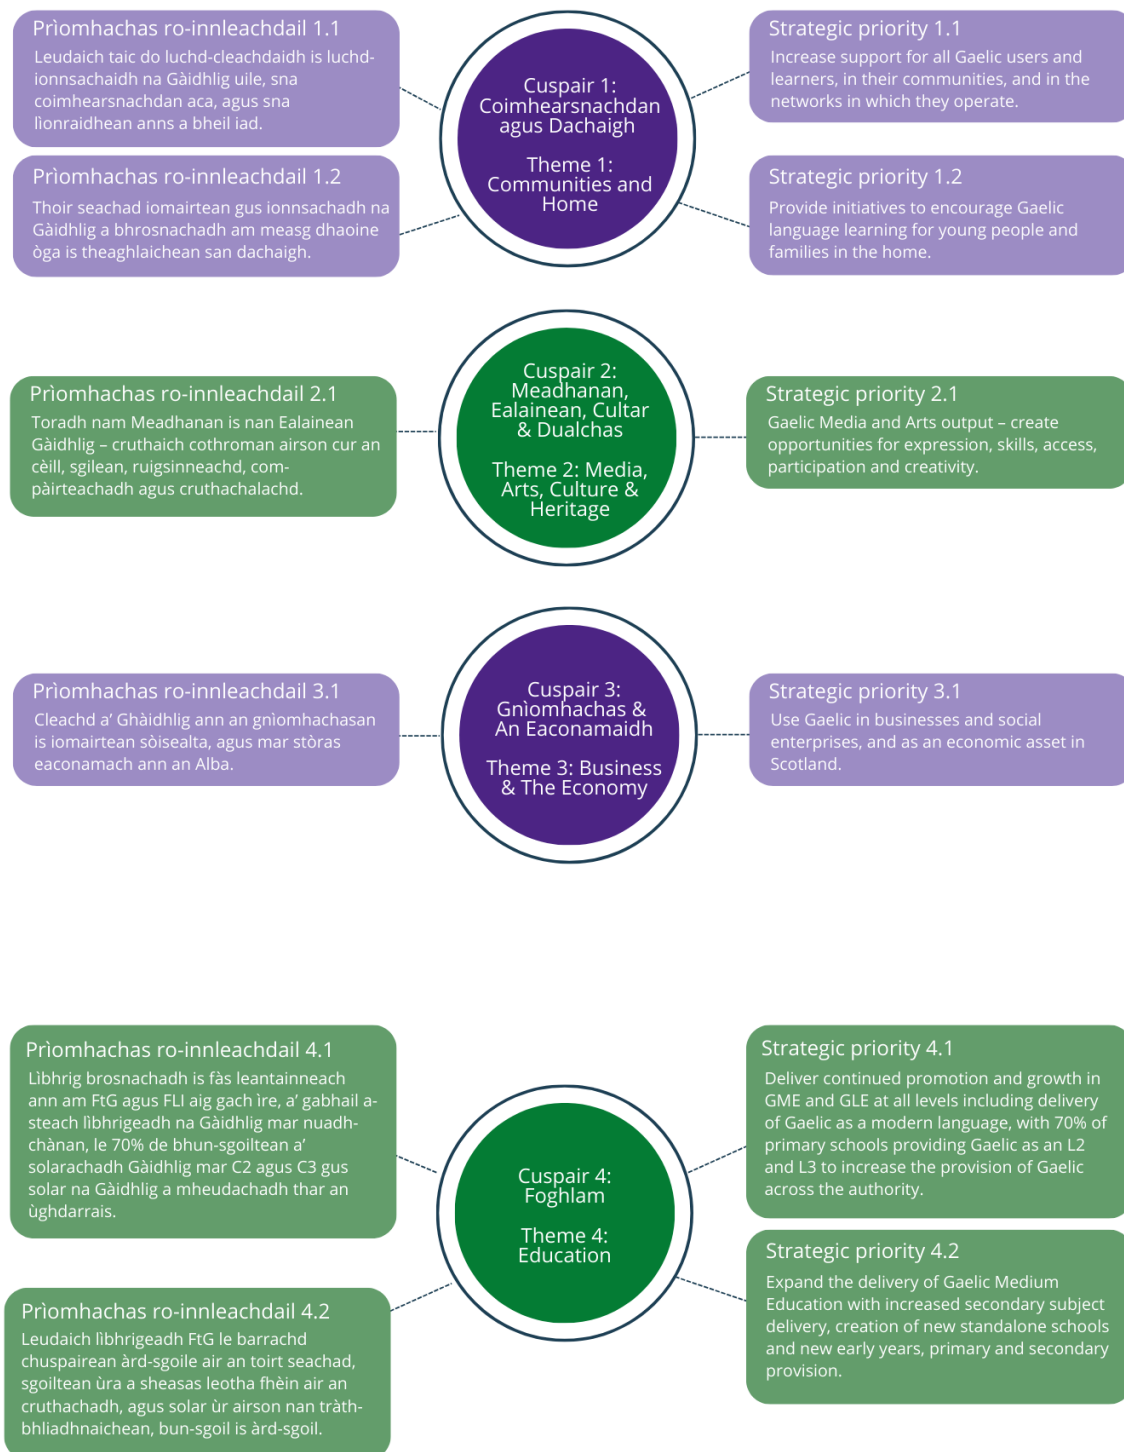 Prìomhachas ro-innleachdail 1.1
Leudaich taic do luchd-cleachdaidh is luchd-
ionnsachaidh na Gàidhlig uile, sna
coimhearsnachdan aca, agus sna
lìonraidhean anns a bheil iad.
Prìomhachas ro-innleachdail 1.2
Thoir seachad iomairtean gus ionnsachadh na
Gàidhlig a bhrosnachadh am measg dhaoine
òga is theaghlaichean san dachaigh.
Cuspair 1:
Coimhearsnachdan
agus Dachaigh
Theme 1:
Communities and
Home
Strategic priority 1.1
Increase support for all Gaelic users and
learners, in their communities, and in the
networks in which they operate.
Strategic priority 1.2
Provide initiatives to encourage Gaelic
language learning for young people and
families in the home.
Prìomhachas ro-innleachdail 2.1
Toradh nam Meadhanan is nan Ealainean
Gàidhlig – cruthaich cothroman airson cur an
cèill, sgilean, ruigsinneachd, com-
pàirteachadh agus cruthachalachd.
Cuspair 2:
Meadhanan,
Ealainean, Cultar
& Dualchas
Theme 2: Media,
Arts, Culture &
Heritage
Strategic priority 2.1
Gaelic Media and Arts output – create
opportunities for expression, skills, access,
participation and creativity.
Prìomhachas ro-innleachdail 3.1
Cleachd a’ Ghàidhlig ann an gnìomhachasan
is iomairtean sòisealta, agus mar stòras
eaconamach ann an Alba.
Cuspair 3:
Gnìomhachas &
An Eaconamaidh
Theme 3: Business
& The Economy
Strategic priority 3.1
Use Gaelic in businesses and social
enterprises, and as an economic asset in
Scotland.
Prìomhachas ro-innleachdail 4.1
Lìbhrig brosnachadh is fàs leantainneach
ann am FtG agus FLI aig gach ìre, a’ gabhail a-
steach lìbhrigeadh na Gàidhlig mar nuadh-
chànan, le 70% de bhun-sgoiltean a’
solarachadh Gàidhlig mar C2 agus C3 gus
solar na Gàidhlig a mheudachadh thar an
ùghdarrais.
Prìomhachas ro-innleachdail 4.2
Leudaich lìbhrigeadh FtG le barrachd
chuspairean àrd-sgoile air an toirt seachad,
sgoiltean ùra a sheasas leotha fhèin air an
cruthachadh, agus solar ùr airson nan tràth-
bhliadhnaichean, bun-sgoil is àrd-sgoil.
Cuspair 4:
Foghlam
Theme 4:
Education
Strategic priority 4.1
Deliver continued promotion and growth in
GME and GLE at all levels including delivery
of Gaelic as a modern language, with 70% of
primary schools providing Gaelic as an L2
and L3 to increase the provision of Gaelic
across the authority.
Strategic priority 4.2
Expand the delivery of Gaelic Medium
Education with increased secondary subject
delivery, creation of new standalone schools
and new early years, primary and secondary
provision.